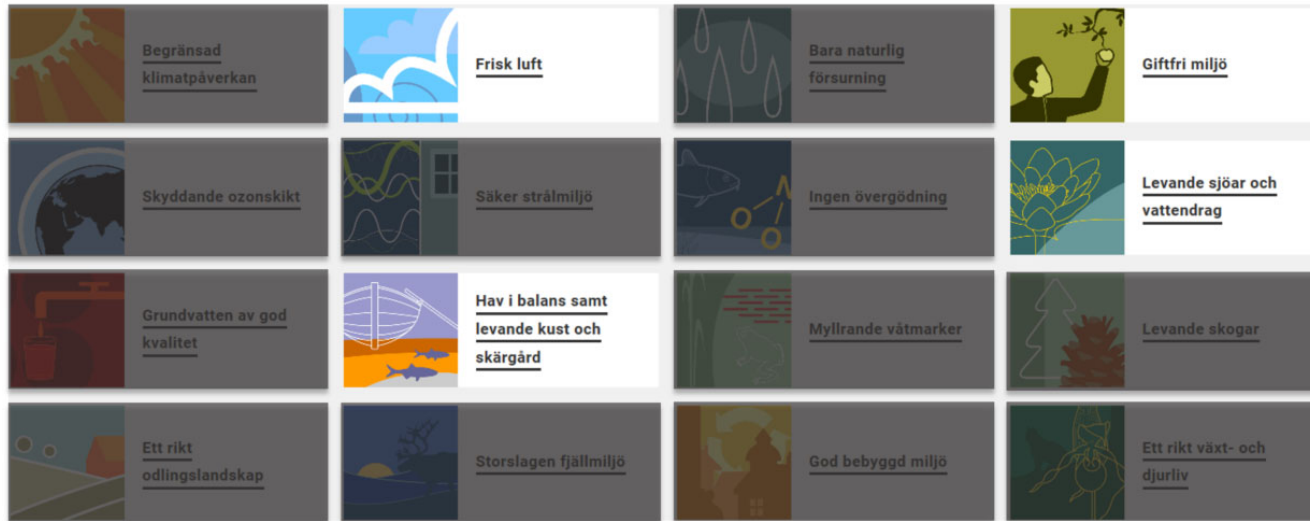 Begränsad
klimatpåverkan
Frisk luft
Bara naturlig
försurning
Giftfri miljö
Skyddande ozonskikt
Säker strålmiljö
Ingen övergödning
Levande sjöar och
vattendrag
Grundvatten av god
kvalitet
Hav i balans samt
levande kust och
skärgård
Myllrande våtmarker
Levande skogar
Ett rikt
odlingslandskap
Storslagen fjällmiljö
God bebyggd miljö
Ett rikt växt- och
djurliv